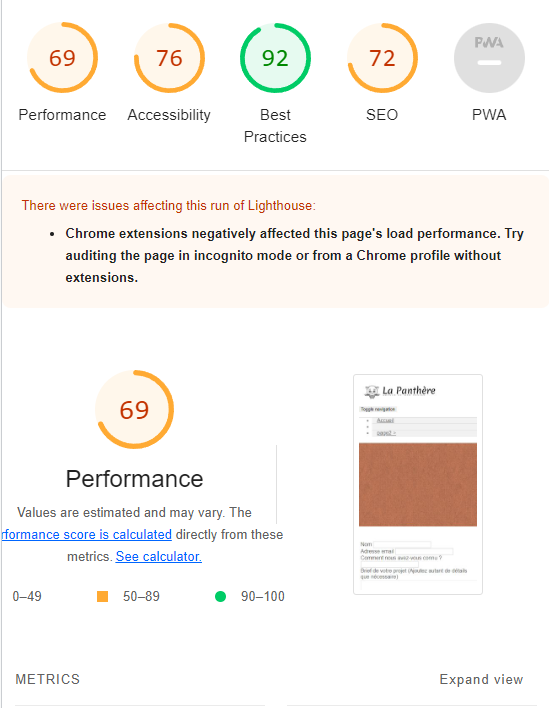 69
76
92
72
PWA
Performance
Accessibility
Best
Practices
SEO
PWA
There were issues affecting this run of Lighthouse:
• Chrome extensions negatively affected this page's load performance. Try
auditing the page in incognito mode or from a Chrome profile without
extensions.
69
Performance
Values are estimated and may vary. The
rformance score is calculated directly from these
metrics. See calculator.
0–49
50–89
90–100
La Panthère
Toggle navigation
Accueil
page2
Nom
Adresse email
Comment nous avez-vous connu ?
Brief de votre projet (Ajoutez autant de détails
que nécessaire)
METRICS
Expand view